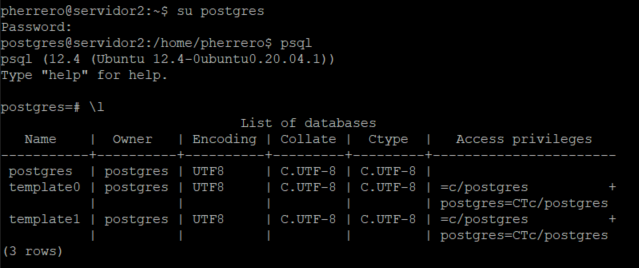 pherrero@servidor2:~$ su postgres
Password:
postgres@servidor2:/home/pherrero$ psql
psql (12.4 (Ubuntu 12.4-0ubuntu0.20.04.1))
Type "help" for help.

postgres=# \l
                              List of databases
   Name    |  Owner   | Encoding | Collate |  Ctype  |   Access privileges
-----------+----------+----------+---------+---------+-----------------------
 postgres  | postgres | UTF8     | C.UTF-8 | C.UTF-8 |
 template0 | postgres | UTF8     | C.UTF-8 | C.UTF-8 | =c/postgres          +
           |          |          |         |         | postgres=CTc/postgres
 template1 | postgres | UTF8     | C.UTF-8 | C.UTF-8 | =c/postgres          +
           |          |          |         |         | postgres=CTc/postgres
(3 rows)